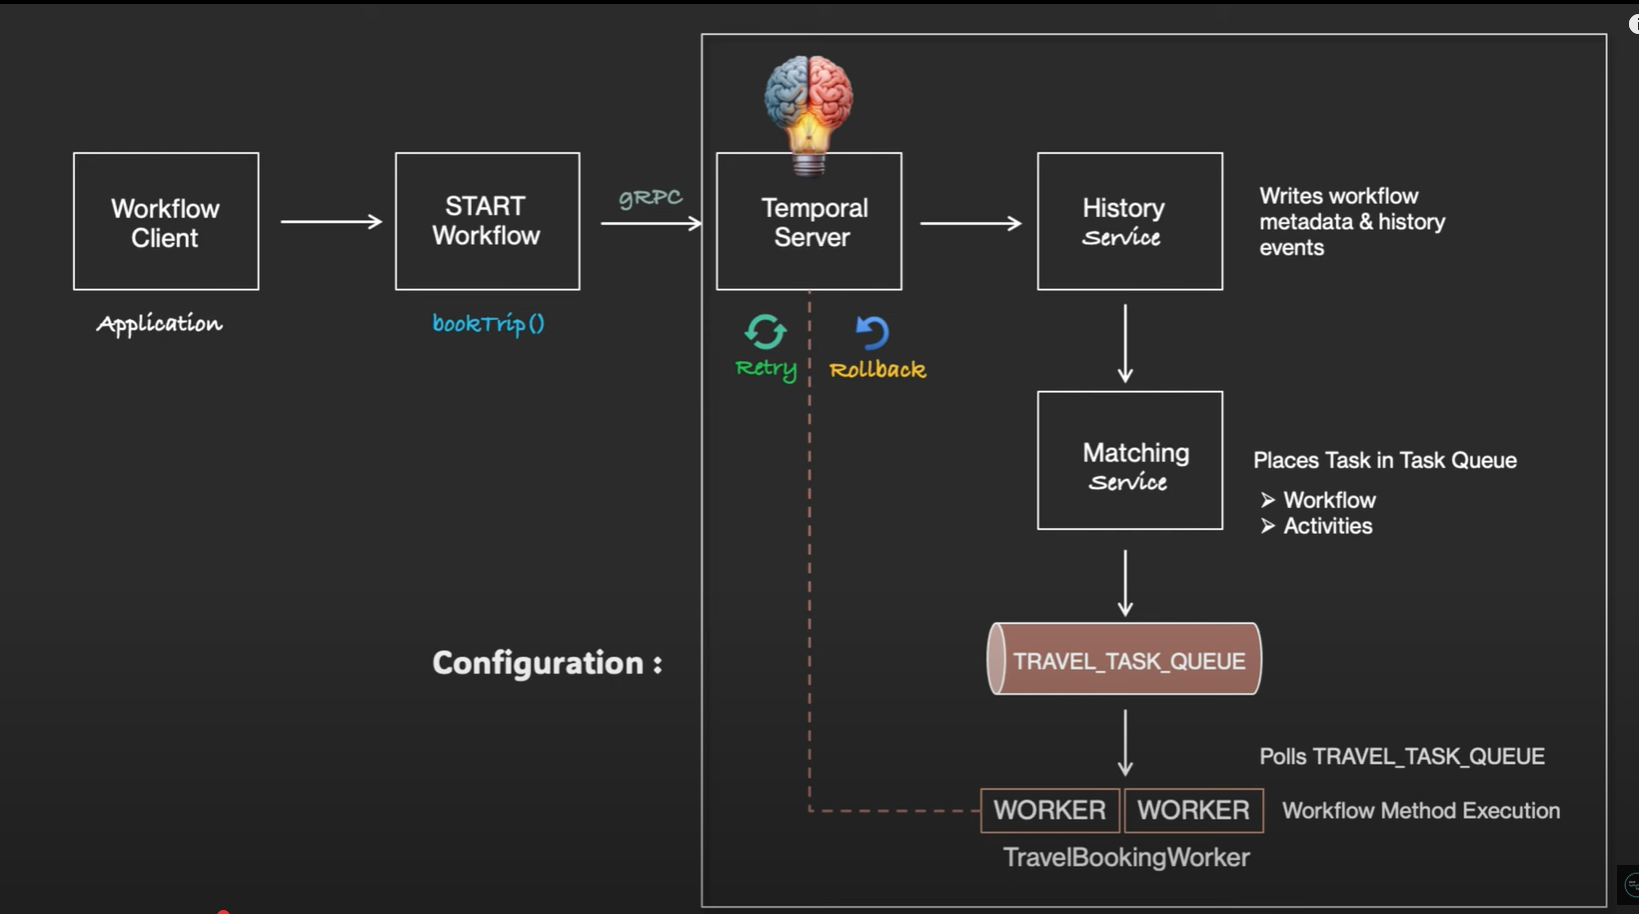 Workflow
Client
Application
START
Workflow
bookTrip()
gRPC
Temporal
Server
Retry
Rollback
History
Service
Writes workflow
metadata & history
events
Matching
Service
Places Task in Task Queue
➢ Workflow
➢ Activities
Configuration :
TRAVEL_TASK_QUEUE
Polls TRAVEL_TASK_QUEUE
WORKER
WORKER
Workflow Method Execution
TravelBookingWorker